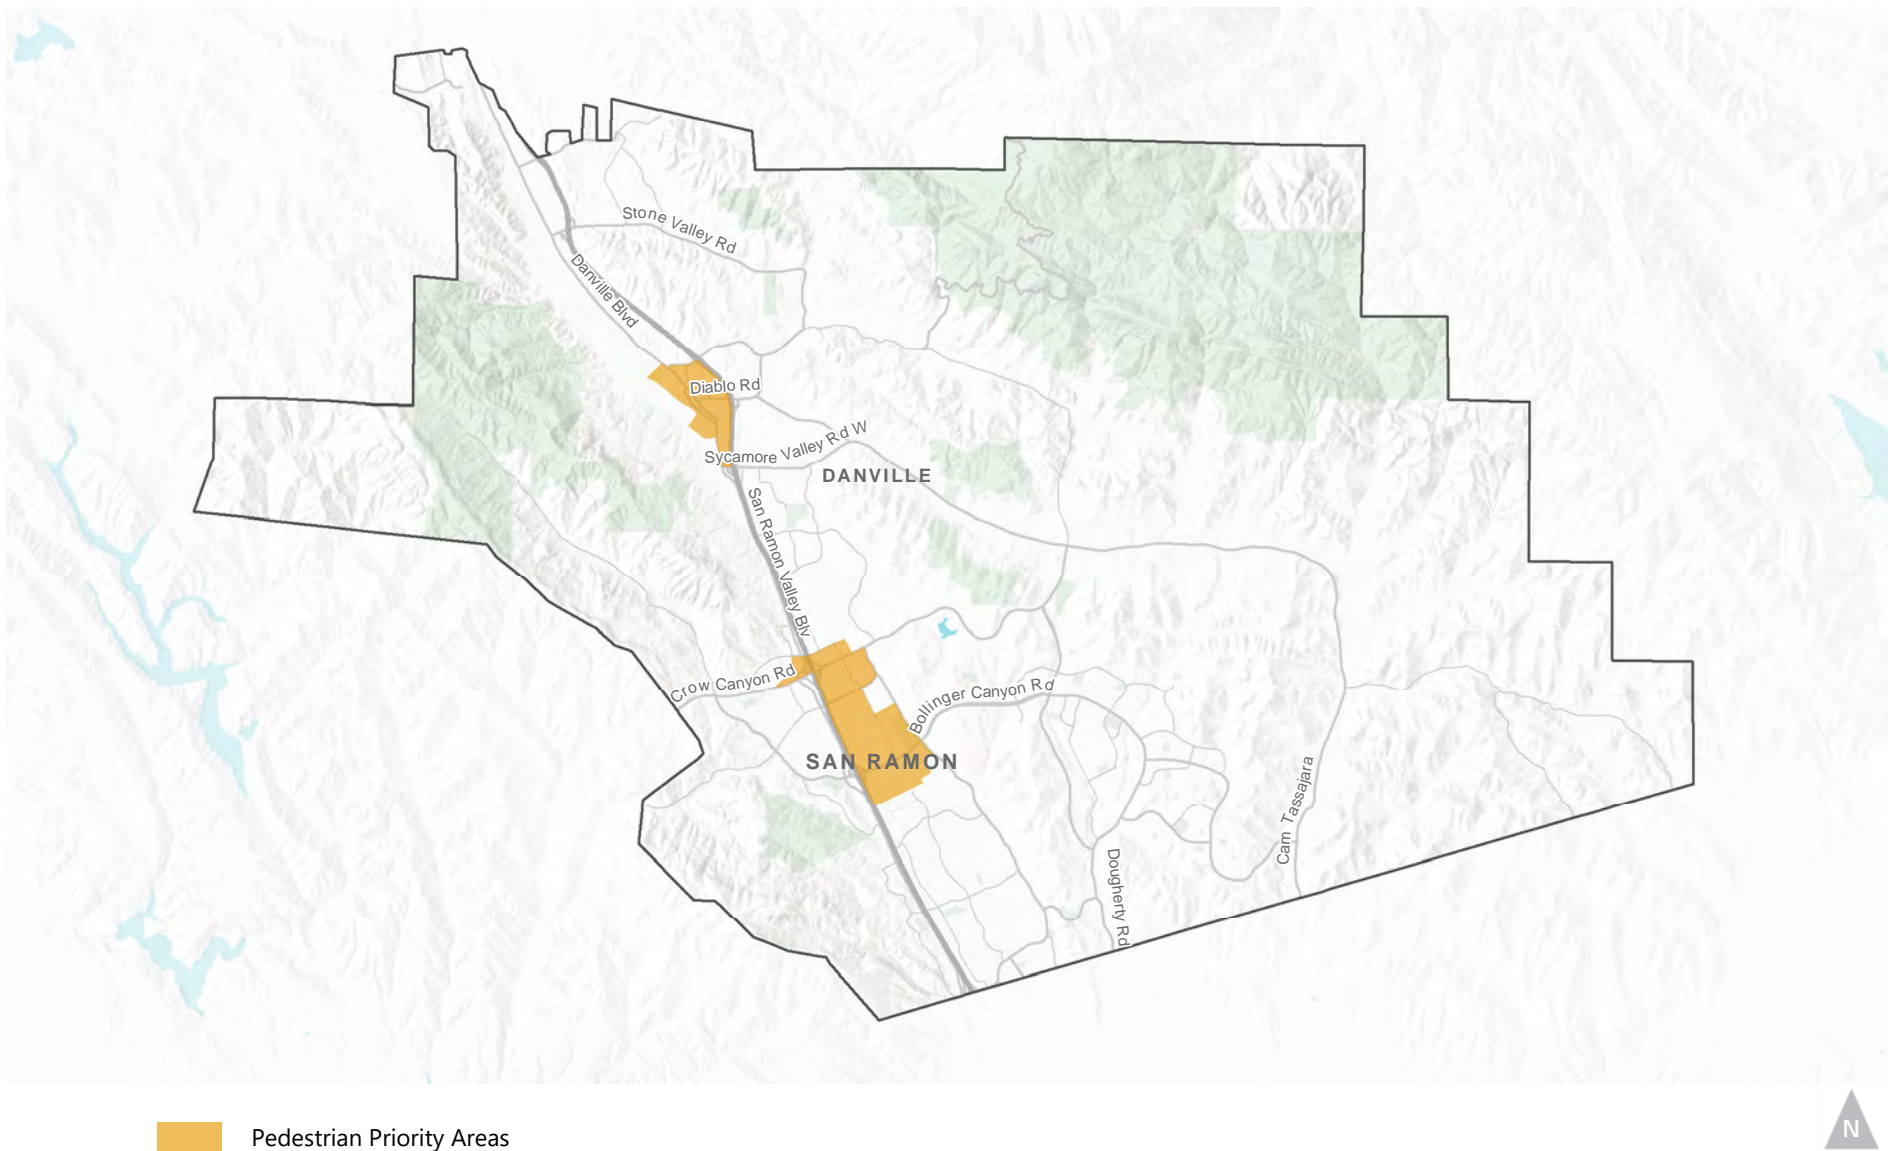 Stone Valley Rd
Danville Blvd
Diablo Rd
Sycamore Valley Rd W
DANVILLE
San Ramon Valley Blv
Crow Canyon Rd
Bollinger Canyon Rd
SAN RAMON
Cam Tassajara
Dougherty Rd
Pedestrian Priority Areas
N